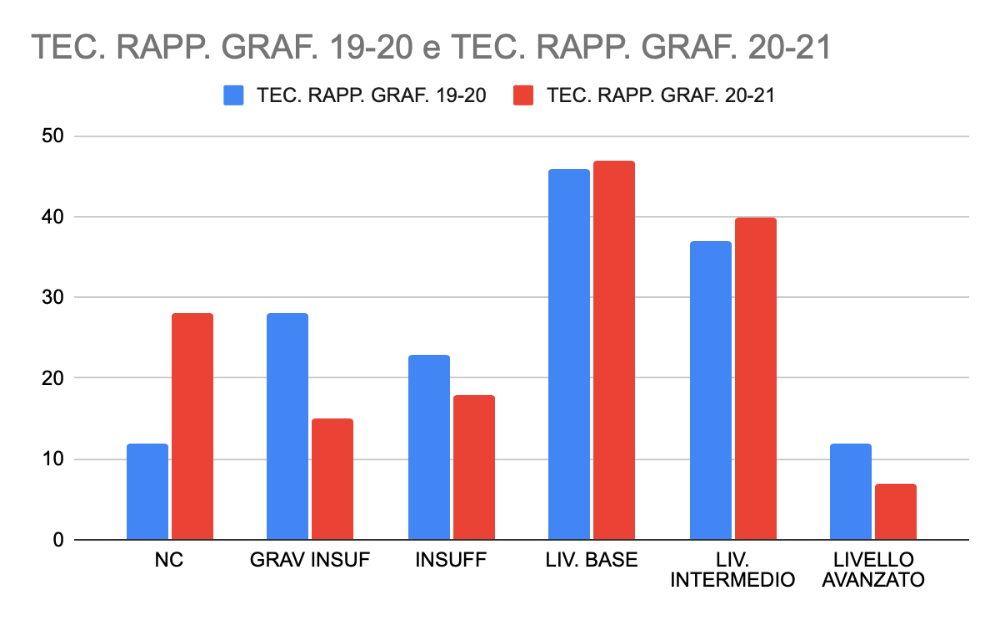 TEC. RAPP. GRAF. 19-20 e TEC. RAPP. GRAF. 20-21
TEC. RAPP. GRAF. 19-20 TEC. RAPP. GRAF. 20-21
50
40
30
20
10
0
NC GRAV INSUF INSUFF LIV. BASE LIV. LIVELLO
INTERMEDIO AVANZATO